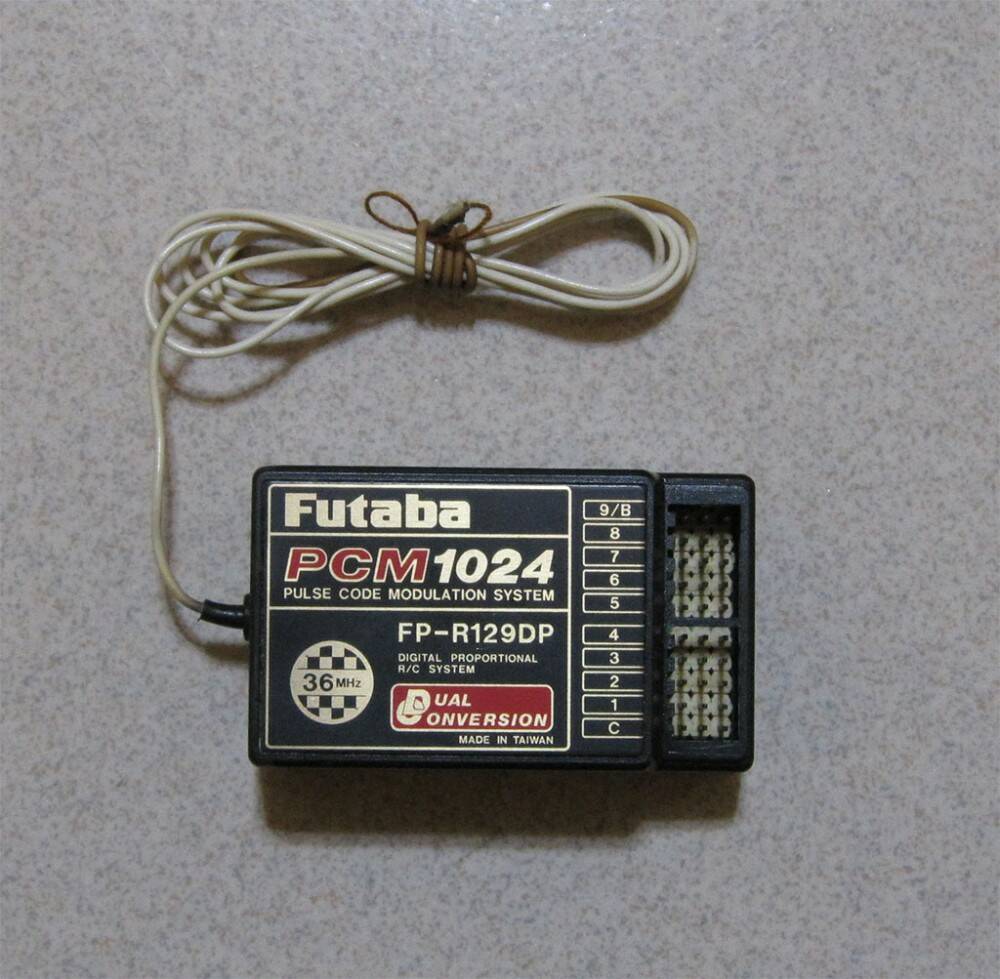 Futaba
PCM1024
PULSE CODE MODULATION SYSTEM
FP-R129DP
DIGITAL PROPORTIONAL
R/C SYSTEM
36MHz
DUAL
CONVERSION
MADE IN TAIWAN
9/B
8
7
6
5
4
3
2
1
C